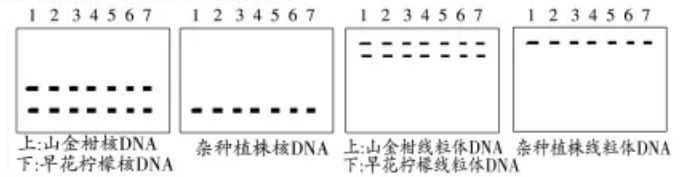 1 2 3 4 5 6 7
1 2 3 4 5 6 7
1 2 3 4 5 6 7
1 2 3 4 5 6 7
上:山金柑核DNA
下:早花柠檬核DNA
杂种植株核DNA
上:山金柑线粒体DNA
下:早花柠檬线粒体DNA
杂种植株线粒体DNA